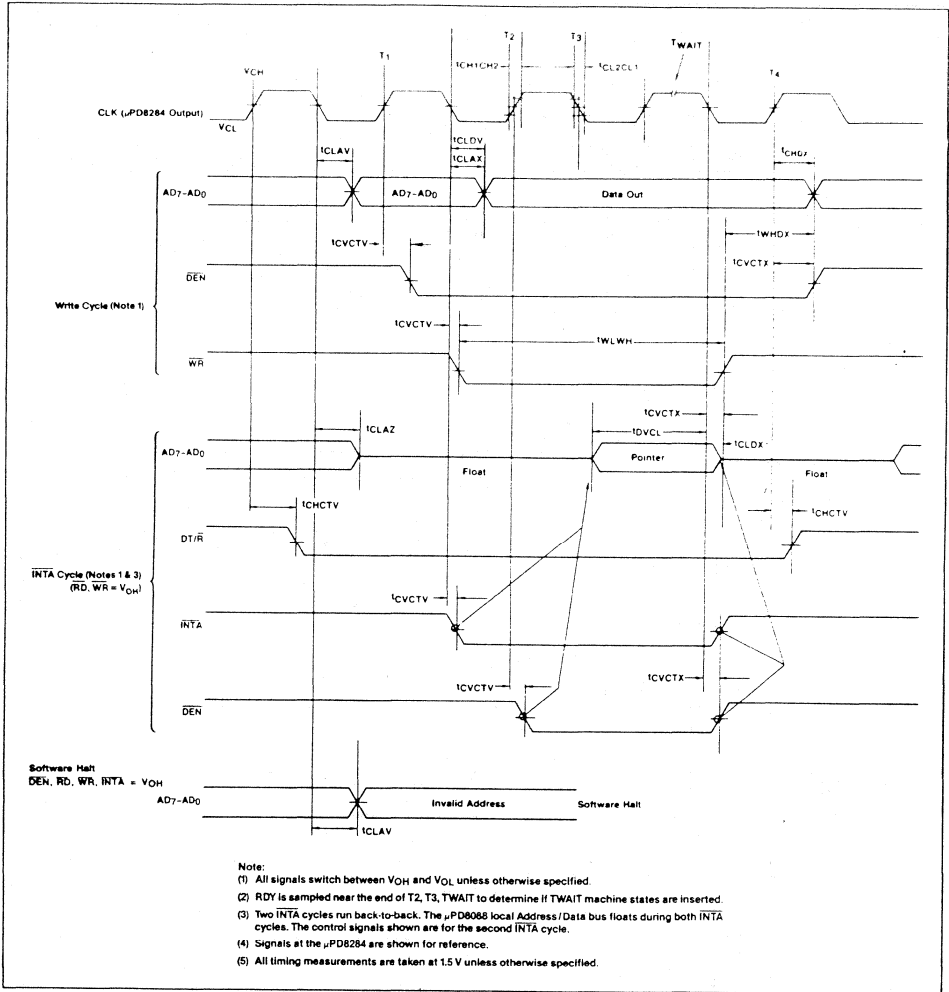 T2 T3 TWAIT
T1 tCH1CH2 tCL2CL1 T4
VCH
CLK (μPD8284 Output)
VCL
tCLDV
tCLAV tCLAX tCHDX
AD7-AD0 AD7-AD0 Data Out
tWHDX
tCVCTV tCVCTX
DEN
Write Cycle (Note 1)
tCVCTV tWLWH
WR
tCVCTX
tCLAZ tDVCL
tCLDX
AD7-AD0 Float Pointer Float
tCHCTV tCHCTV
DT/R
INTA Cycle (Notes 1 & 3)
(RD, WR = VOH)
tCVCTV
INTA
tCVCTV tCVCTX
DEN
Software Halt
DEN, RD, WR, INTA = VOH
AD7-AD0 Invalid Address Software Halt
tCLAV
Note:
(1) All signals switch between VOH and VOL unless otherwise specified.
(2) RDY is sampled near the end of T2, T3, TWAIT to determine if TWAIT machine states are inserted.
(3) Two INTA cycles run back-to-back. The μPD8088 local Address/Data bus floats during both INTA
cycles. The control signals shown are for the second INTA cycle.
(4) Signals at the μPD8284 are shown for reference.
(5) All timing measurements are taken at 1.5 V unless otherwise specified.